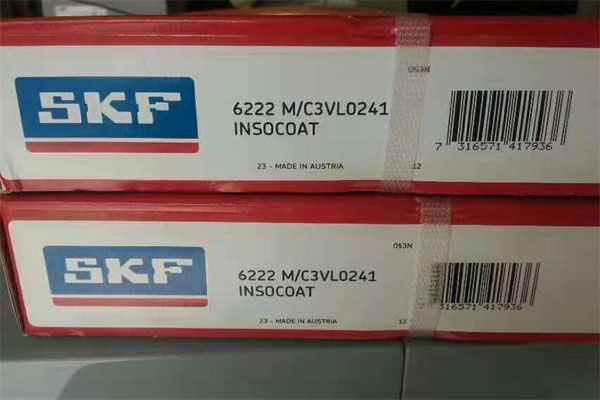 SKF
053N
6222 M/C3VL0241
INSOCOAT
7 316571 417936
23 - MADE IN AUSTRIA
12
SKF
053N
6222 M/C3VL0241
INSOCOAT
316571 417936
23 - MADE IN AUSTRIA
12